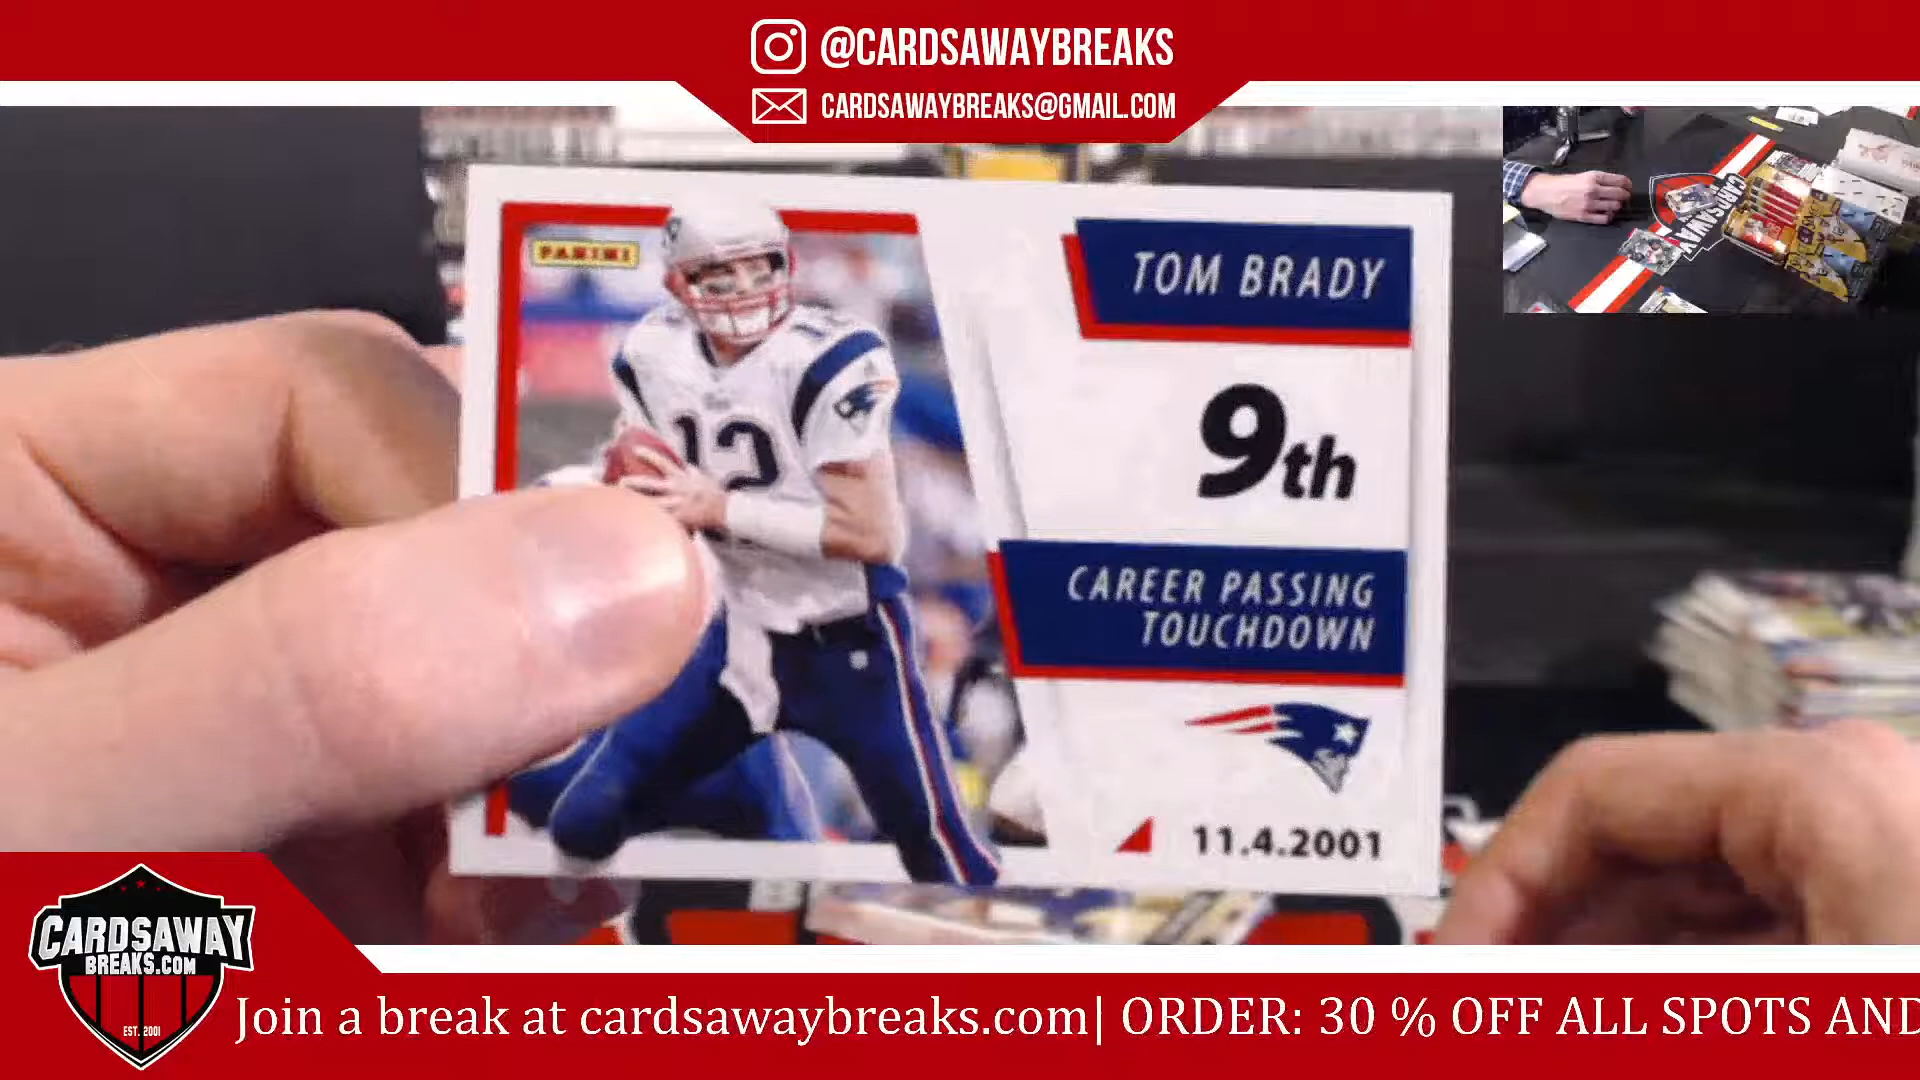 @CARDSAWAYBREAKS
CARDSAWAYBREAKS@GMAIL.COM
PANINI
TOM BRADY
12
9th
CAREER PASSING
TOUCHDOWN
11.4.2001
CARDSAWAY
CARDSAWAY
BREAKS.COM
EST. 2001
Join a break at cardsawaybreaks.com| ORDER: 30 % OFF ALL SPOTS AND